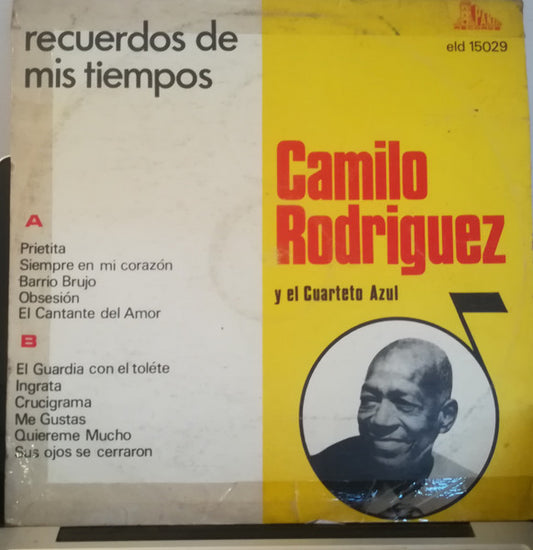 recuerdos de
mis tiempos
RECORDS
eld 15029
Camilo
Rodriguez
y el Cuarteto Azul
A
Prietita
Siempre en mi corazón
Barrio Brujo
Obsesión
El Cantante del Amor
B
El Guardia con el toléte
Ingrata
Crucigrama
Me Gustas
Quiereme Mucho
Sus ojos se cerraron